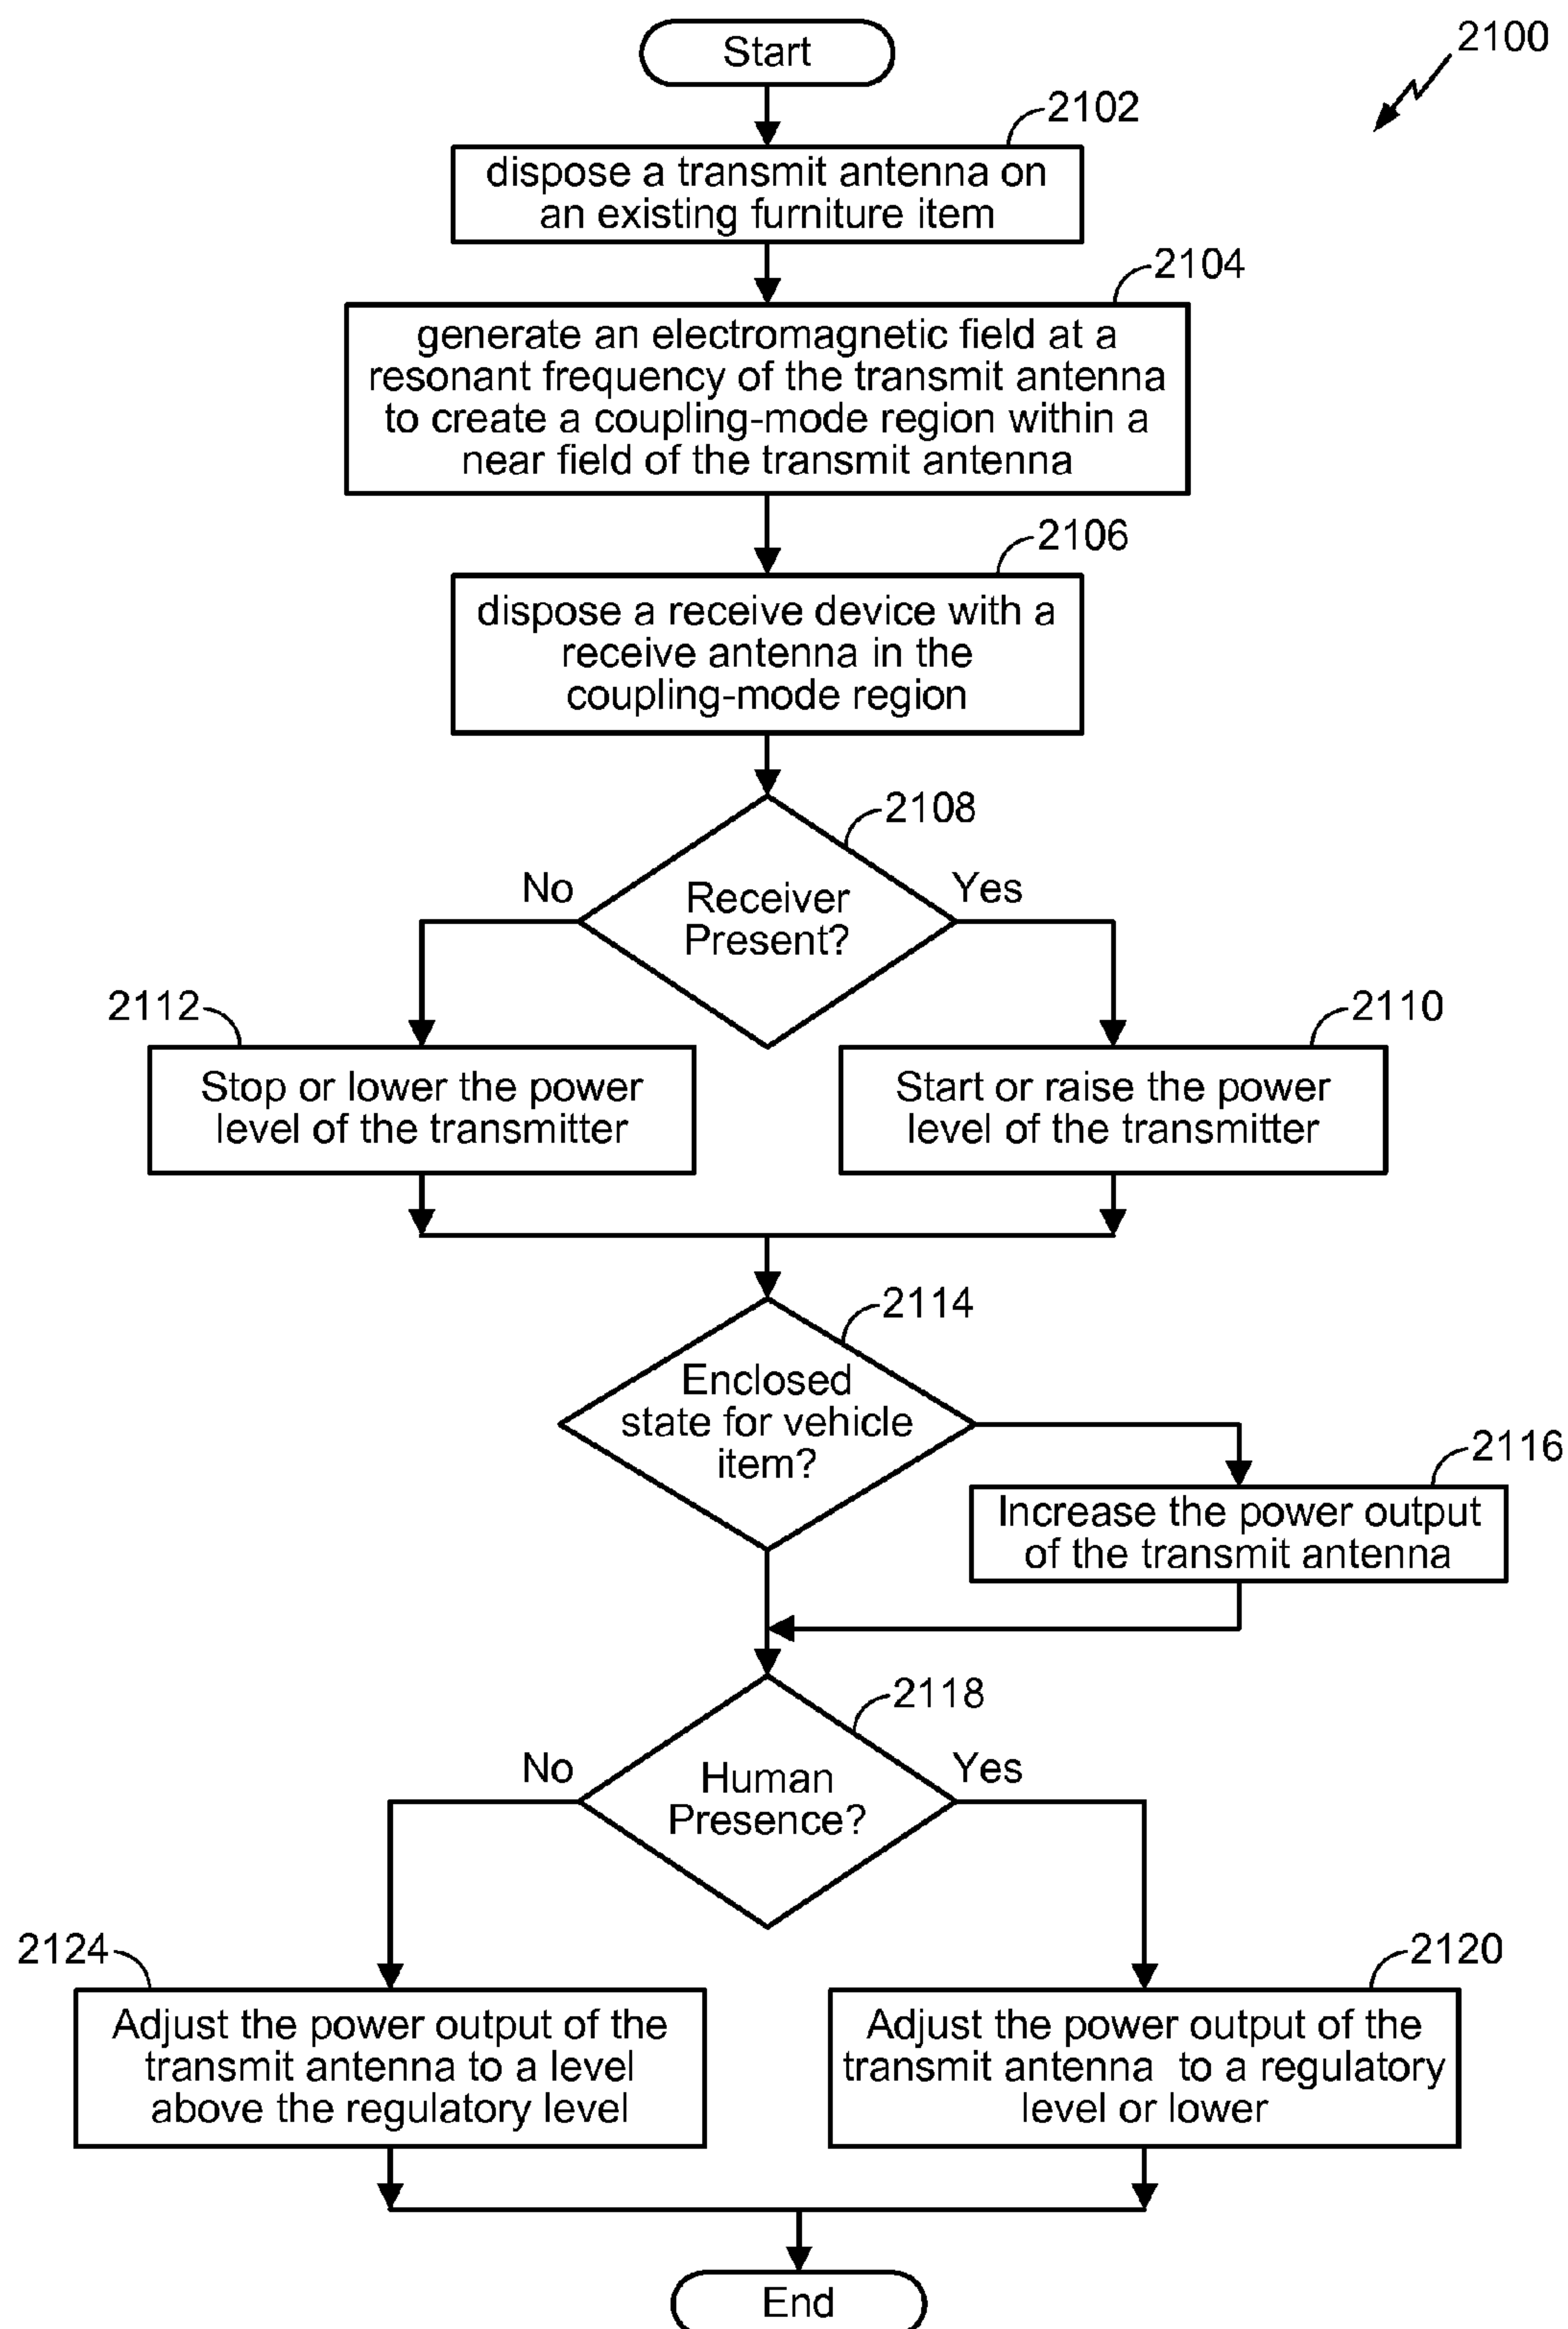 Start
2100
2102
dispose a transmit antenna on
an existing furniture item
2104
generate an electromagnetic field at a
resonant frequency of the transmit antenna
to create a coupling-mode region within a
near field of the transmit antenna
2106
dispose a receive device with a
receive antenna in the
coupling-mode region
2108
No
Yes
Receiver
Present?
2112
2110
Stop or lower the power
level of the transmitter
Start or raise the power
level of the transmitter
2114
Enclosed
state for vehicle
item?
2116
Increase the power output
of the transmit antenna
2118
No
Yes
Human
Presence?
2124
2120
Adjust the power output of the
transmit antenna to a level
above the regulatory level
Adjust the power output of the
transmit antenna to a regulatory
level or lower
End